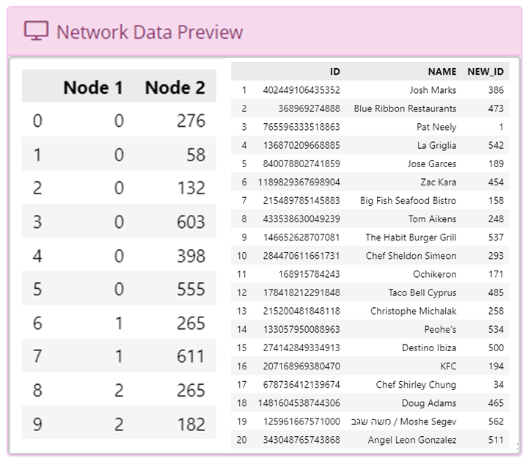 Network Data Preview
Node 1 Node 2
0 0 276
1 0 58
2 0 132
3 0 603
4 0 398
5 0 555
6 1 265
7 1 611
8 2 265
9 2 182
ID NAME NEW_ID
1 402449106435352 Josh Marks 386
2 368969274888 Blue Ribbon Restaurants 473
3 765596333518863 Pat Neely 1
4 136870209668885 La Griglia 542
5 840078802741859 Jose Garces 189
6 1189829367698904 Zac Kara 454
7 215489785145883 Big Fish Seafood Bistro 158
8 433538630049239 Tom Aikens 248
9 146652628707081 The Habit Burger Grill 537
10 284470611661731 Chef Sheldon Simeon 293
11 168915784243 Ochikeron 171
12 178418212291848 Taco Bell Cyprus 485
13 215200481848118 Christophe Michalak 258
14 133057950088963 Peohe's 534
15 274142849334913 Destino Ibiza 500
16 207168969380470 KFC 194
17 678736412139674 Chef Shirley Chung 34
18 1481604538744306 Doug Adams 465
19 125961667571000 משה שגב / Moshe Segev 562
20 343048765743868 Angel Leon Gonzalez 511